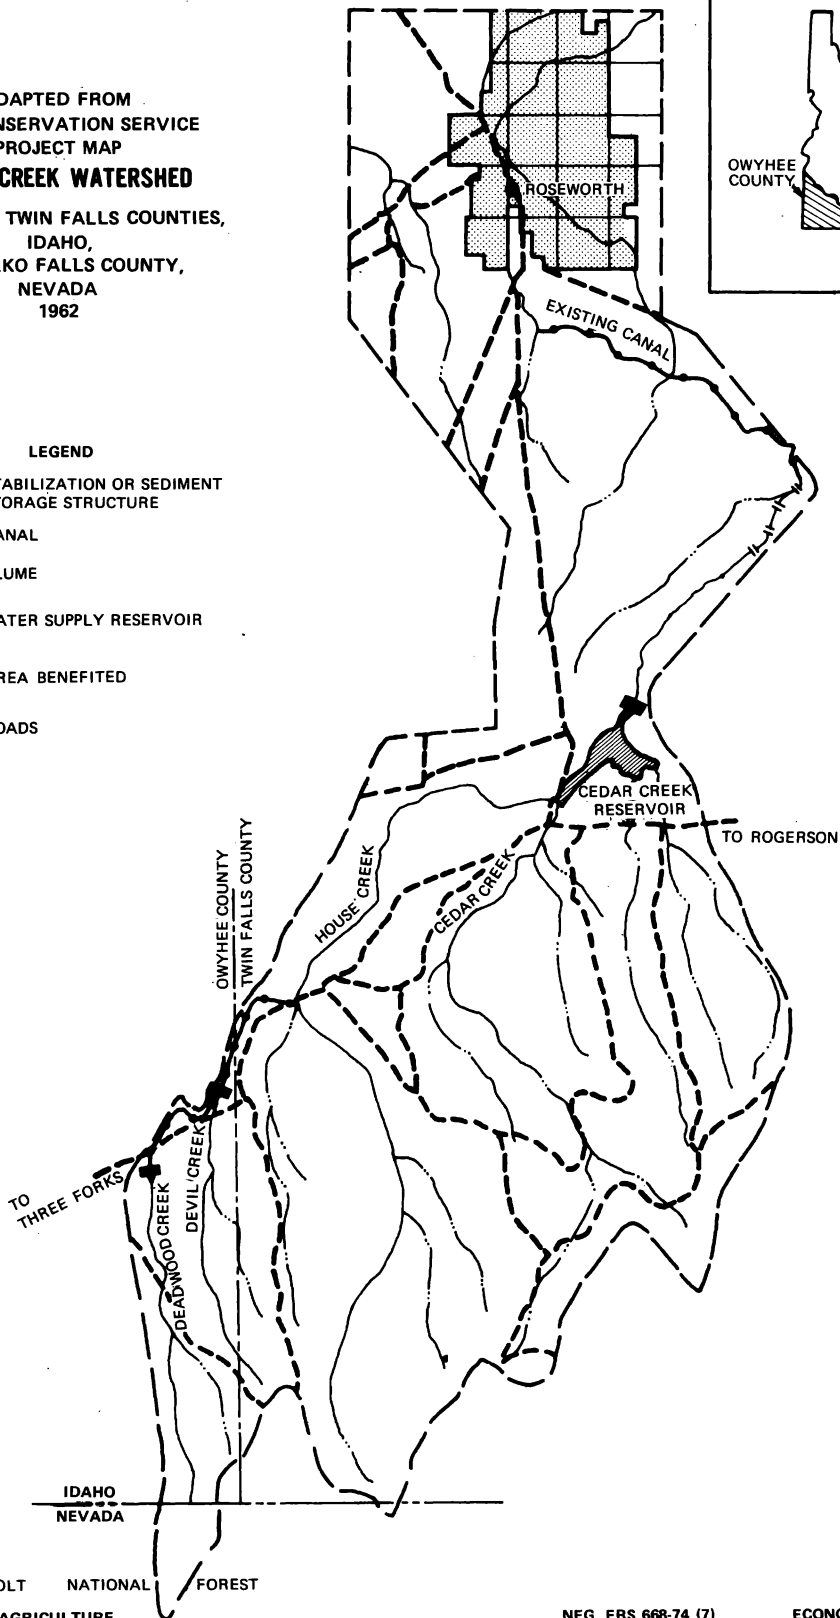 DAPTED FROM
NSERVATION SERVICE
PROJECT MAP
CREEK WATERSHED
TWIN FALLS COUNTIES,
IDAHO,
KO FALLS COUNTY,
NEVADA
1962
OWYHEE
COUNTY
ROSEWORTH
EXISTING CANAL
LEGEND
TABILIZATION OR SEDIMENT
TORAGE STRUCTURE
ANAL
LUME
ATER SUPPLY RESERVOIR
REA BENEFITED
OADS
CEDAR CREEK
RESERVOIR
TO ROGERSON
OWYHEE COUNTY
TWIN FALLS COUNTY
HOUSE CREEK
CEDAR CREEK
TO
THREE FORKS
DEVIL CREEK
DEADWOOD CREEK
IDAHO
NEVADA
OLT NATIONAL FOREST
AGRICULTURE
NEG. ERS 668-74 (7) ECONO